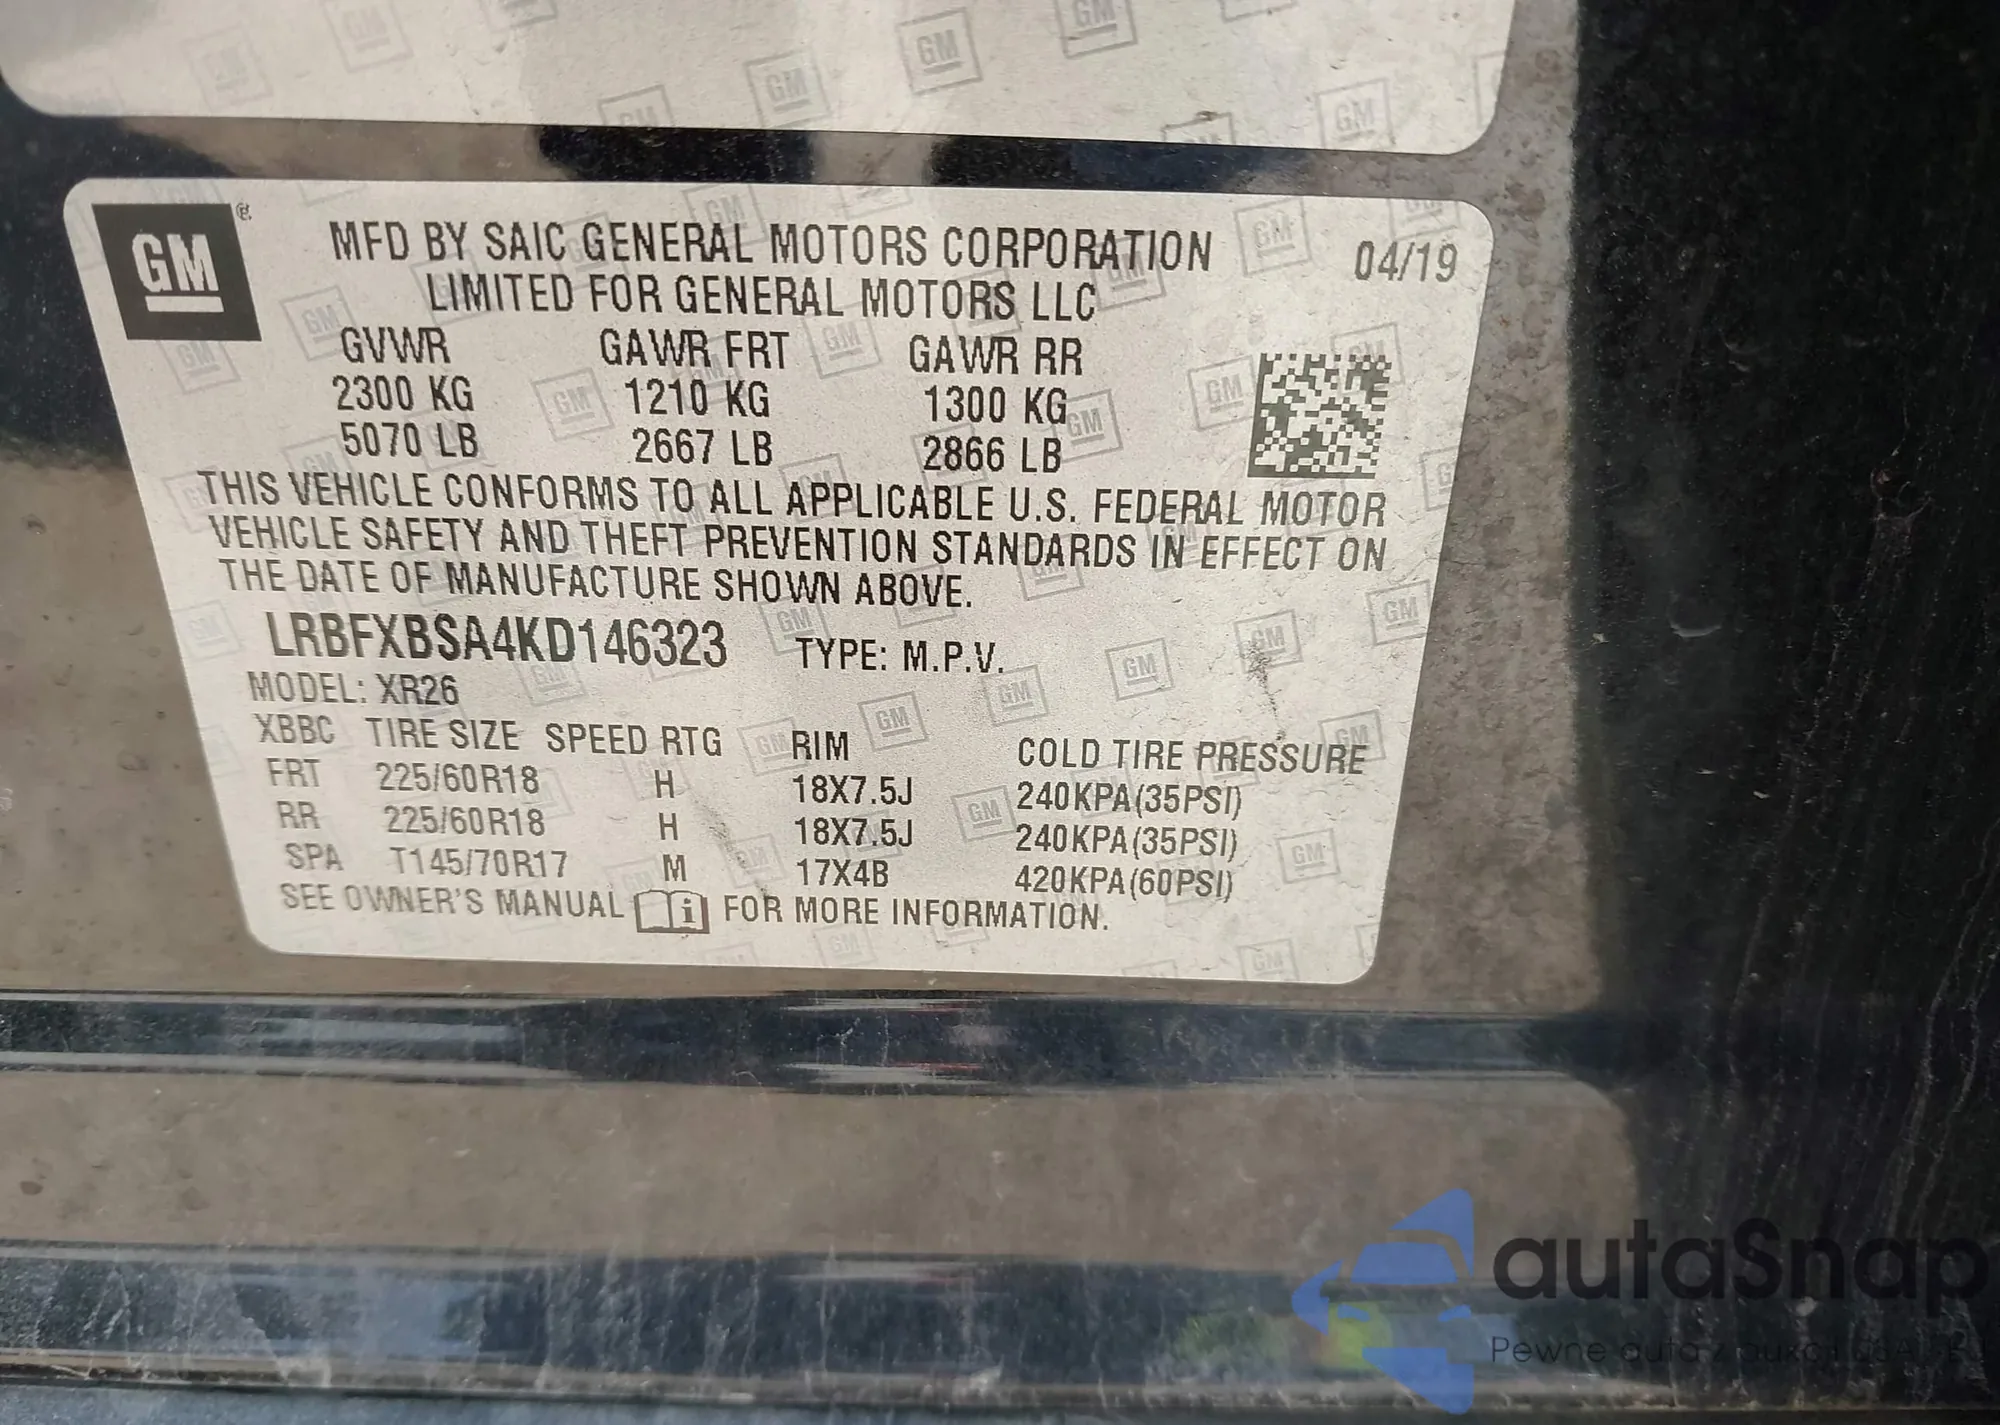 GM
MFD BY SAIC GENERAL MOTORS CORPORATION
LIMITED FOR GENERAL MOTORS LLC
04/19
GVWR GAWR FRT GAWR RR
2300 KG 1210 KG 1300 KG
5070 LB 2667 LB 2866 LB
THIS VEHICLE CONFORMS TO ALL APPLICABLE U.S. FEDERAL MOTOR
VEHICLE SAFETY AND THEFT PREVENTION STANDARDS IN EFFECT ON
THE DATE OF MANUFACTURE SHOWN ABOVE.
LRBFXBSA4KD146323 TYPE: M.P.V.
MODEL: XR26
XBBC TIRE SIZE SPEED RTG RIM COLD TIRE PRESSURE
FRT 225/60R18 H 18X7.5J 240KPA(35PSI)
RR 225/60R18 H 18X7.5J 240KPA(35PSI)
SPA T145/70R17 M 17X4B 420KPA(60PSI)
SEE OWNER'S MANUAL i FOR MORE INFORMATION.
autaSnap
Pewne auta z aukcji USA